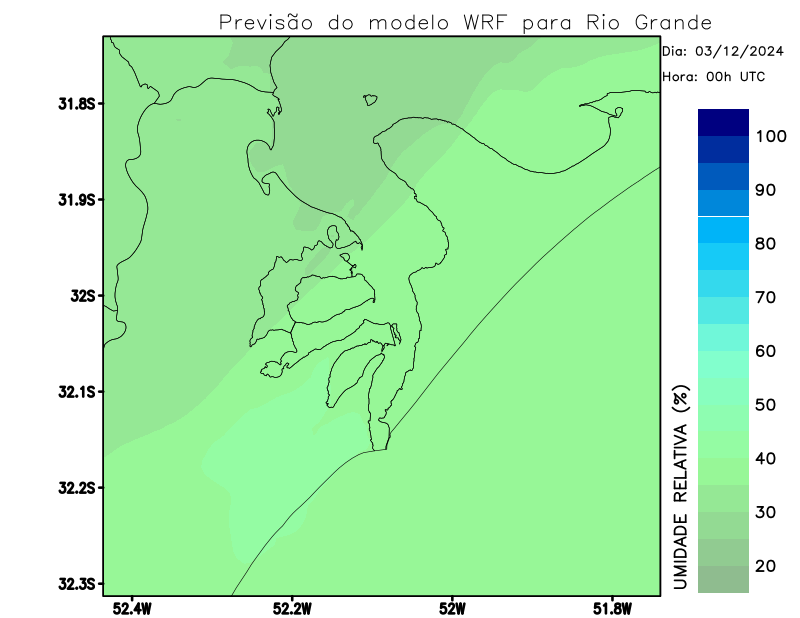 Previsão do modelo WRF para Rio Grande
Dia: 03/12/2024
Hora: 00h UTC
31.8S
31.9S
32S
32.1S
32.2S
32.3S
52.4W
52.2W
52W
51.8W
UMIDADE RELATIVA (%)
100
90
80
70
60
50
40
30
20